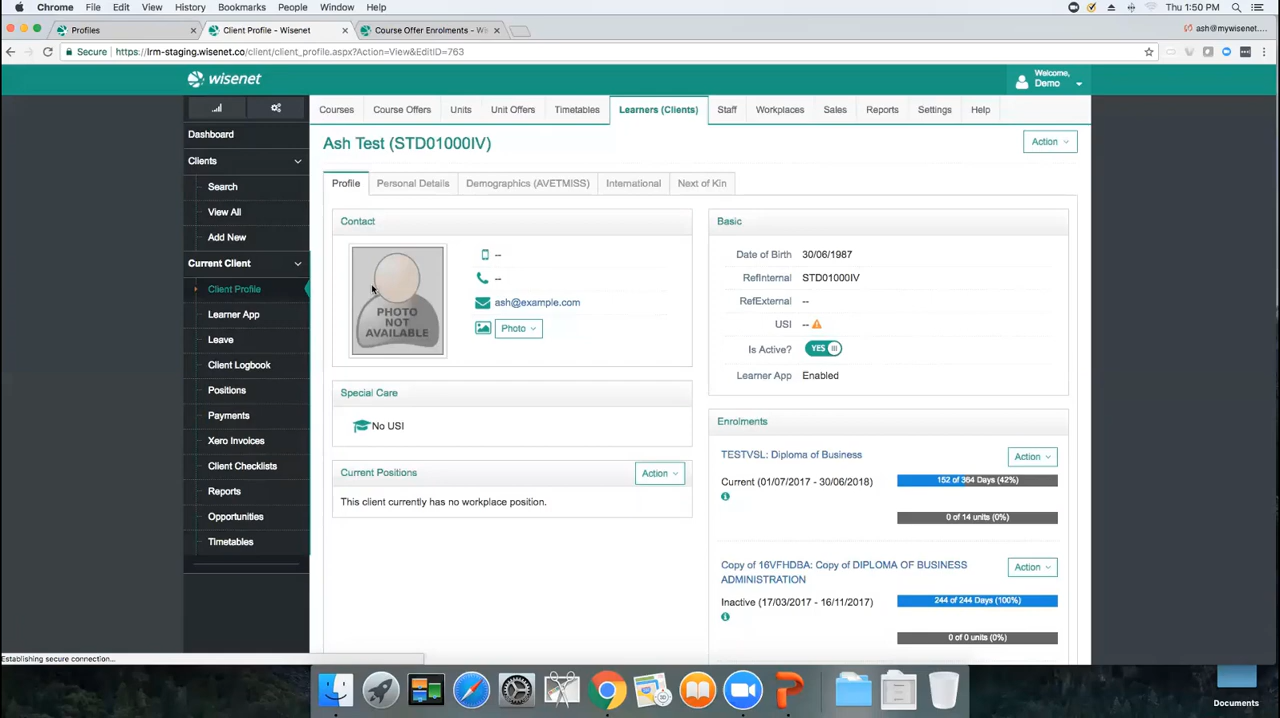 Chrome File Edit View History Bookmarks People Window Help Thu 1:50 PM
Profiles Client Profile - Wisenet Course Offer Enrolments - Wi ash@mywisenet....
Secure https://lrm-staging.wisenet.co/client/client_profile.aspx?Action=View&EditID=763
wisenet
Welcome,
Demo
Courses Course Offers Units Unit Offers Timetables Learners (Clients) Staff Workplaces Sales Reports Settings Help
Dashboard
Clients
Search
View All
Add New
Current Client
Client Profile
Learner App
Leave
Client Logbook
Positions
Payments
Xero Invoices
Client Checklists
Reports
Opportunities
Timetables
Ash Test (STD01000IV)
Action
Profile Personal Details Demographics (AVETMISS) International Next of Kin
Contact
PHOTO
NOT
AVAILABLE
--
--
ash@example.com
Photo
Special Care
No USI
Current Positions
Action
This client currently has no workplace position.
Basic
Date of Birth 30/06/1987
RefInternal STD01000IV
RefExternal --
USI --
Is Active? YES
Learner App Enabled
Enrolments
TESTVSL: Diploma of Business
Action
Current (01/07/2017 - 30/06/2018)
152 of 364 Days (42%)
0 of 14 units (0%)
Copy of 16VFHDBA: Copy of DIPLOMA OF BUSINESS
ADMINISTRATION
Action
Inactive (17/03/2017 - 16/11/2017)
244 of 244 Days (100%)
0 of 0 units (0%)
Establishing secure connection...
Documents